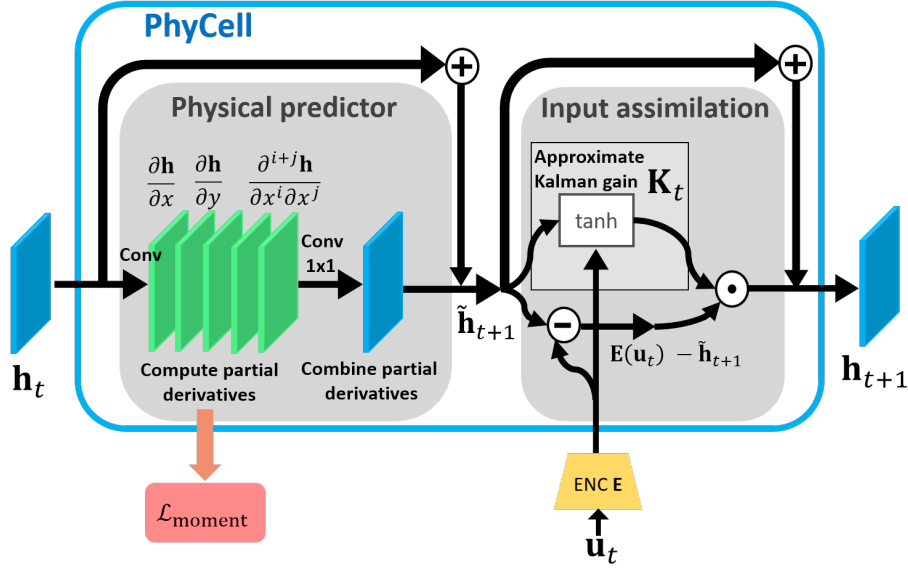 PhyCell
Physical predictor
Input assimilation
∂h/∂x ∂h/∂y ∂^{i+j}h/∂x^i∂x^j
Approximate
Kalman gain K_t
tanh
Conv
Conv
1x1
h_t
h̃_{t+1}
E(u_t) − h̃_{t+1}
h_{t+1}
Compute partial
derivatives
Combine partial
derivatives
ℒ_moment
ENC E
u_t